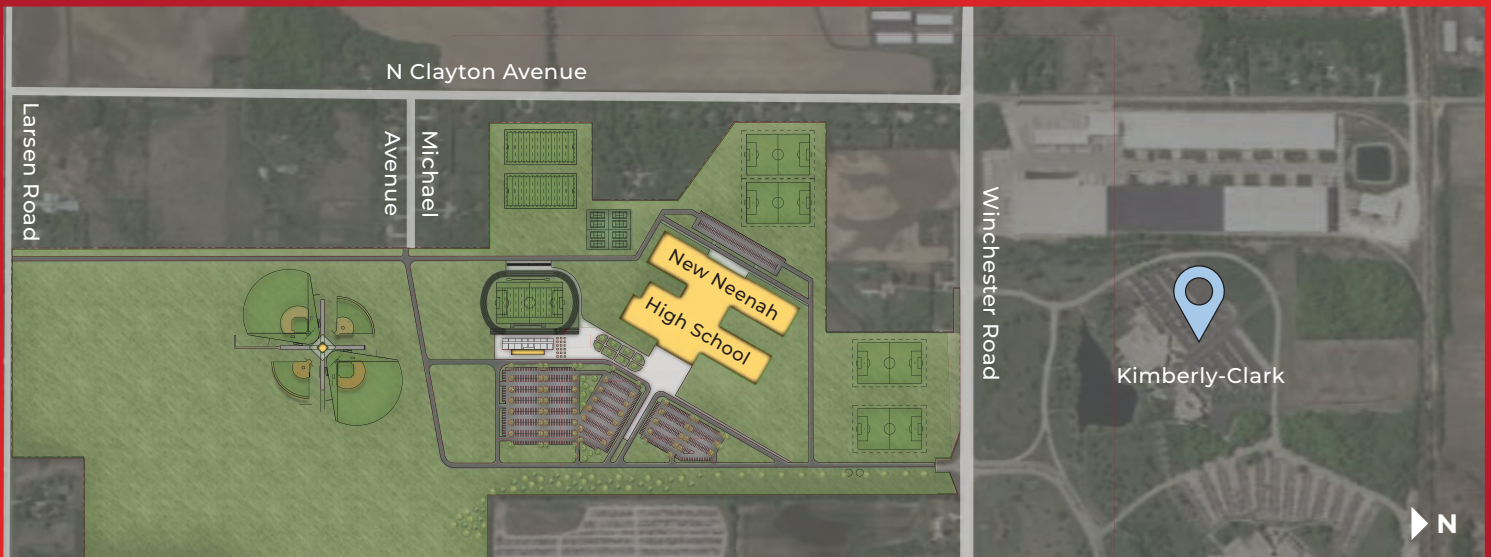 N Clayton Avenue
Larsen Road
Michael
Avenue
New Neenah
High School
Winchester Road
Kimberly-Clark
N